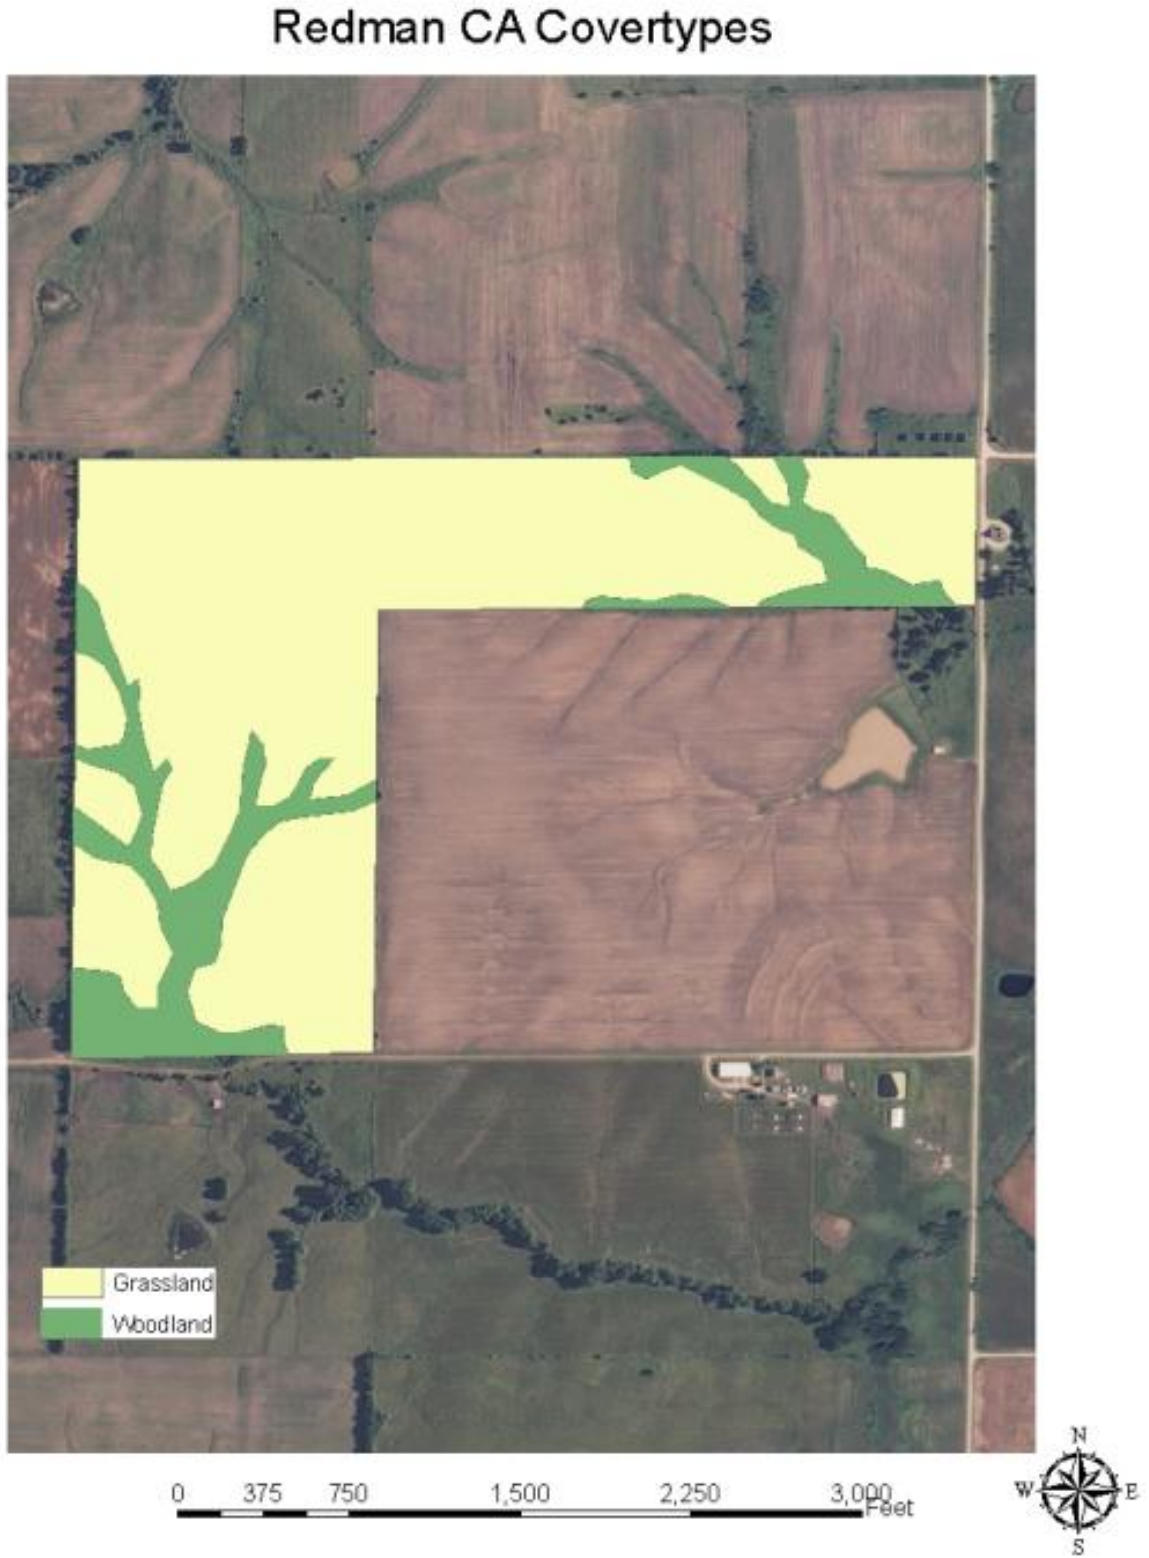 Redman CA Covertypes
Grassland
Woodland
0 375 750 1,500 2,250 3,000
Feet
N
W E
S